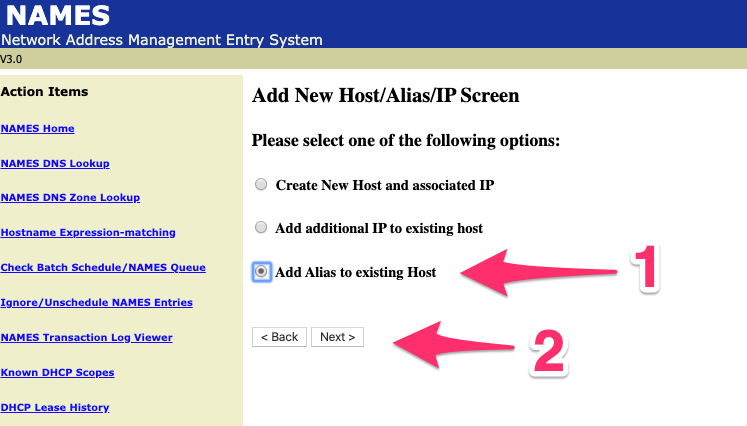 NAMES
Network Address Management Entry System
V3.0
Action Items
NAMES Home
NAMES DNS Lookup
NAMES DNS Zone Lookup
Hostname Expression-matching
Check Batch Schedule/NAMES Queue
Ignore/Unschedule NAMES Entries
NAMES Transaction Log Viewer
Known DHCP Scopes
DHCP Lease History
Add New Host/Alias/IP Screen
Please select one of the following options:
Create New Host and associated IP
Add additional IP to existing host
Add Alias to existing Host
1
< Back Next >
2